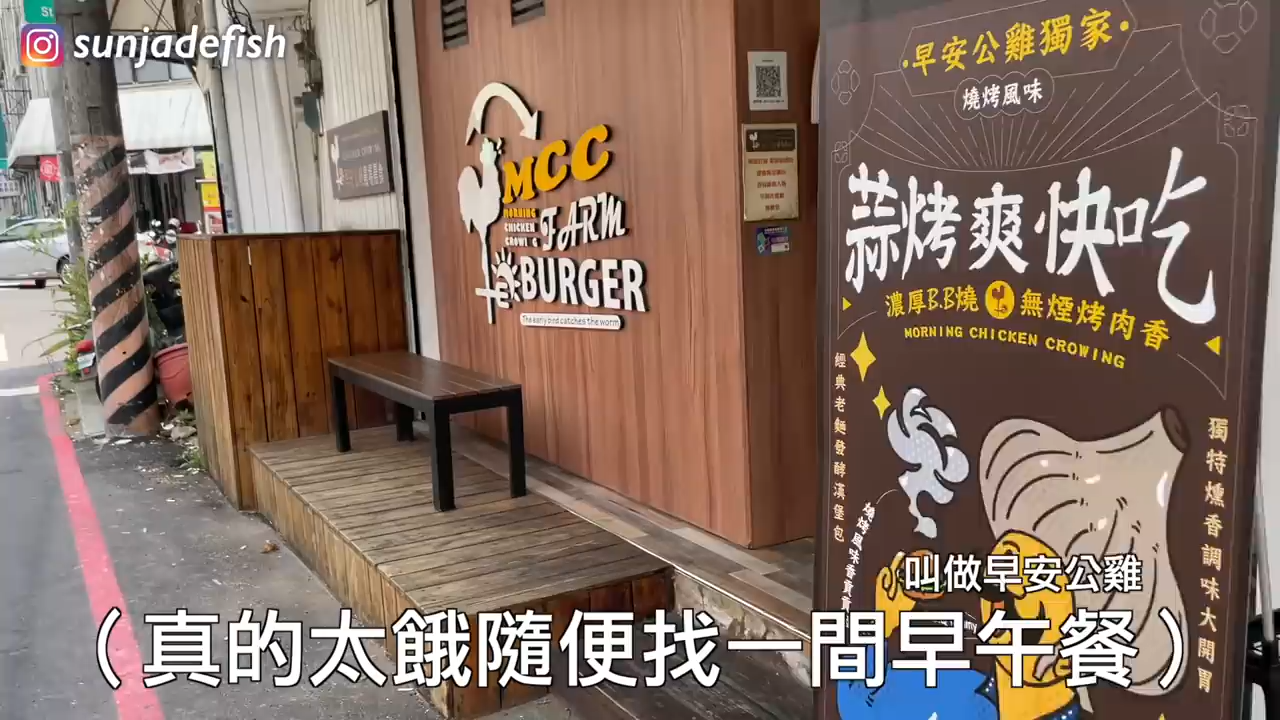 sunjadefish
MCC
MORNING
CHICKEN
CROWING
FARM
BURGER
The early bird catches the worm
早安公雞獨家
燒烤風味
蒜烤爽·快吃
濃厚B.B燒 無煙烤肉香
MORNING CHICKEN CROWING
經典老麵發酵漢堡包
獨特燻香調味大開胃
叫做早安公雞
（真的太餓隨便找一間早午餐）